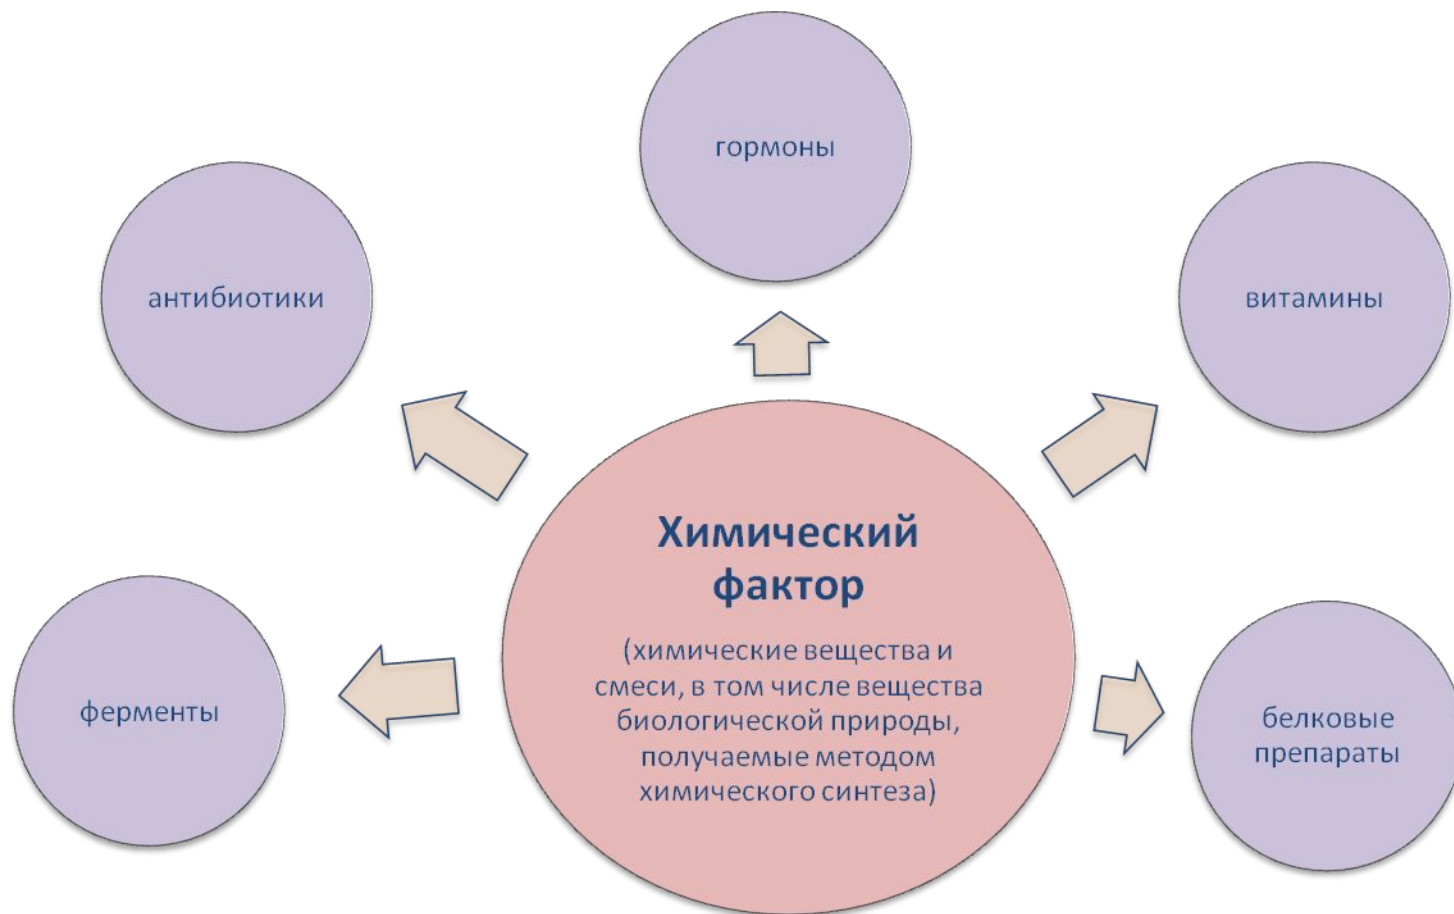 гормоны
антибиотики
витамины
Химический
фактор
(химические вещества и
смеси, в том числе вещества
биологической природы,
получаемые методом
химического синтеза)
ферменты
белковые
препараты